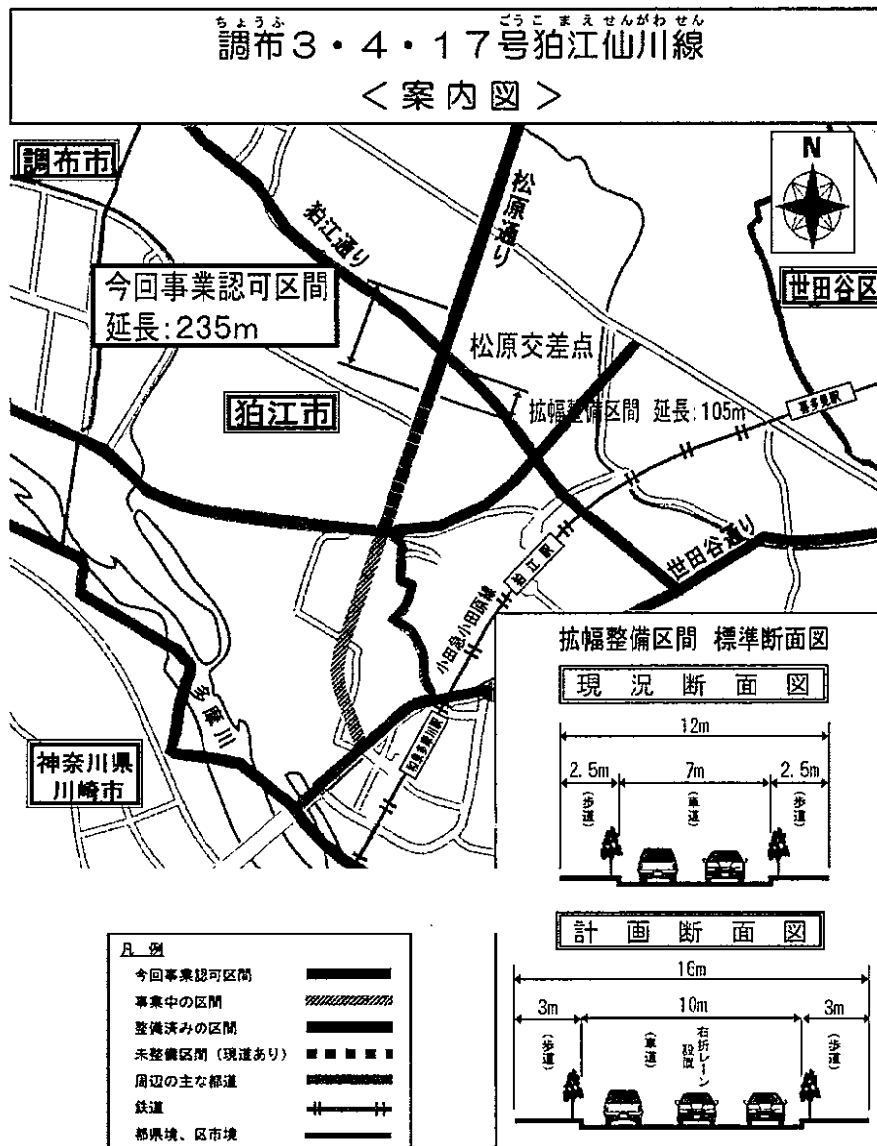 ちょうふ ごうこまえせんがわせん
調布3・4・17号狛江仙川線
＜案内図＞
調布市
N
狛江通り
松原通り
世田谷区
今回事業認可区間
延長:235m
松原交差点
狛江市
拡幅整備区間 延長:105m
喜多見駅
世田谷通り
狛江駅
小田急小田原線
和泉多摩川駅
多摩川
神奈川県
川崎市
拡幅整備区間 標準断面図
現況断面図
12m
2.5m 7m 2.5m
(歩道) (車道) (歩道)
計画断面図
16m
3m 10m 3m
(歩道) (車道) 右折レーン設置 (歩道)
凡例
今回事業認可区間
事業中の区間
整備済みの区間
未整備区間（現道あり）
周辺の主な都道
鉄道
都県境、区市境